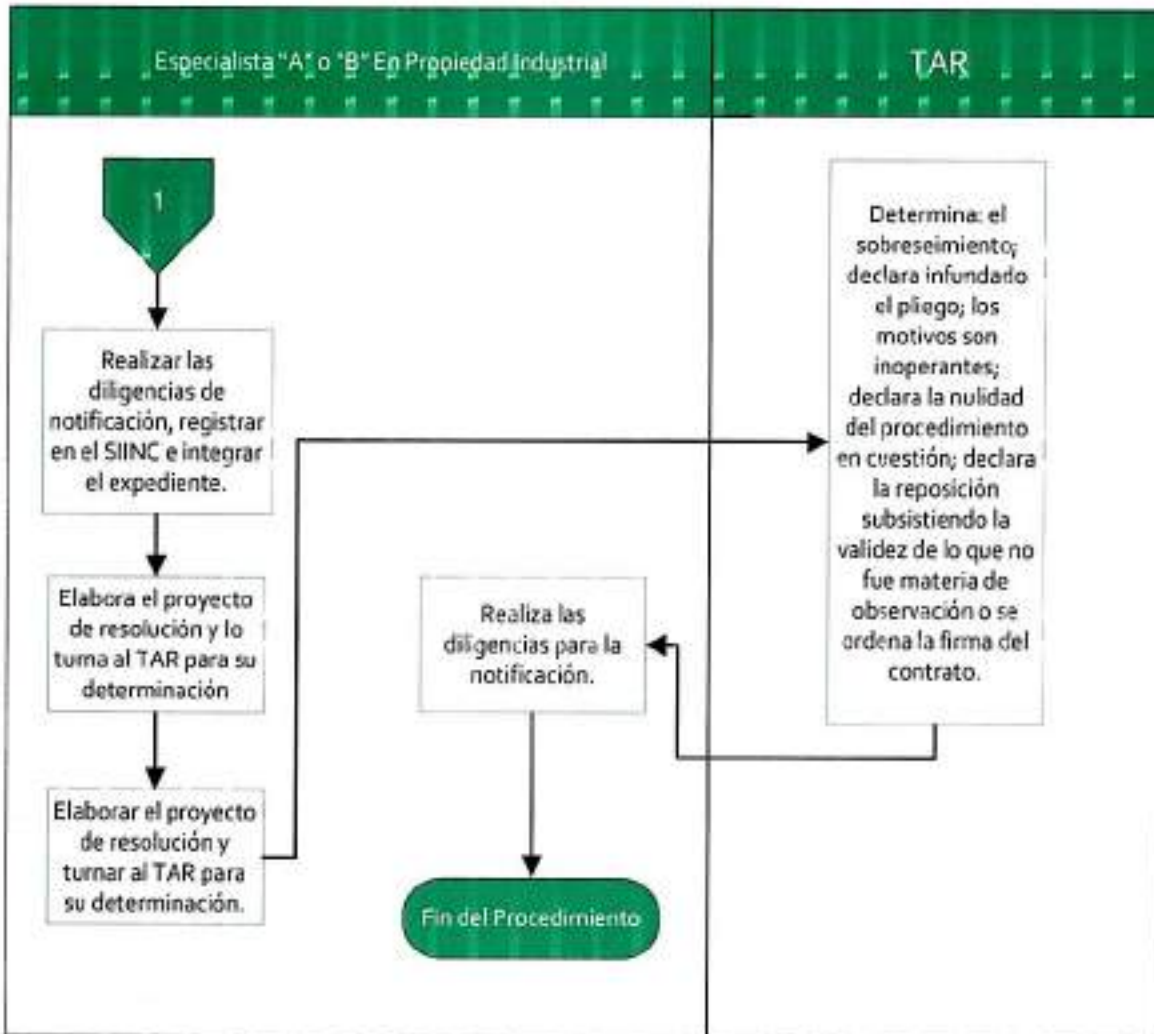 Especialista "A" o "B" En Propiedad Industrial
TAR
1
Realizar las
diligencias de
notificación, registrar
en el SIINC e integrar
el expediente.
Elabora el proyecto
de resolución y lo
turna al TAR para su
determinación
Elaborar el proyecto
de resolución y
turnar al TAR para
su determinación.
Determina: el
sobreseimiento;
declara infundado
el pliego; los
motivos son
inoperantes;
declara la nulidad
del procedimiento
en cuestión; declara
la reposición
subsistiendo la
validez de lo que no
fue materia de
observación o se
ordena la firma del
contrato.
Realiza las
diligencias para la
notificación.
Fin del Procedimiento